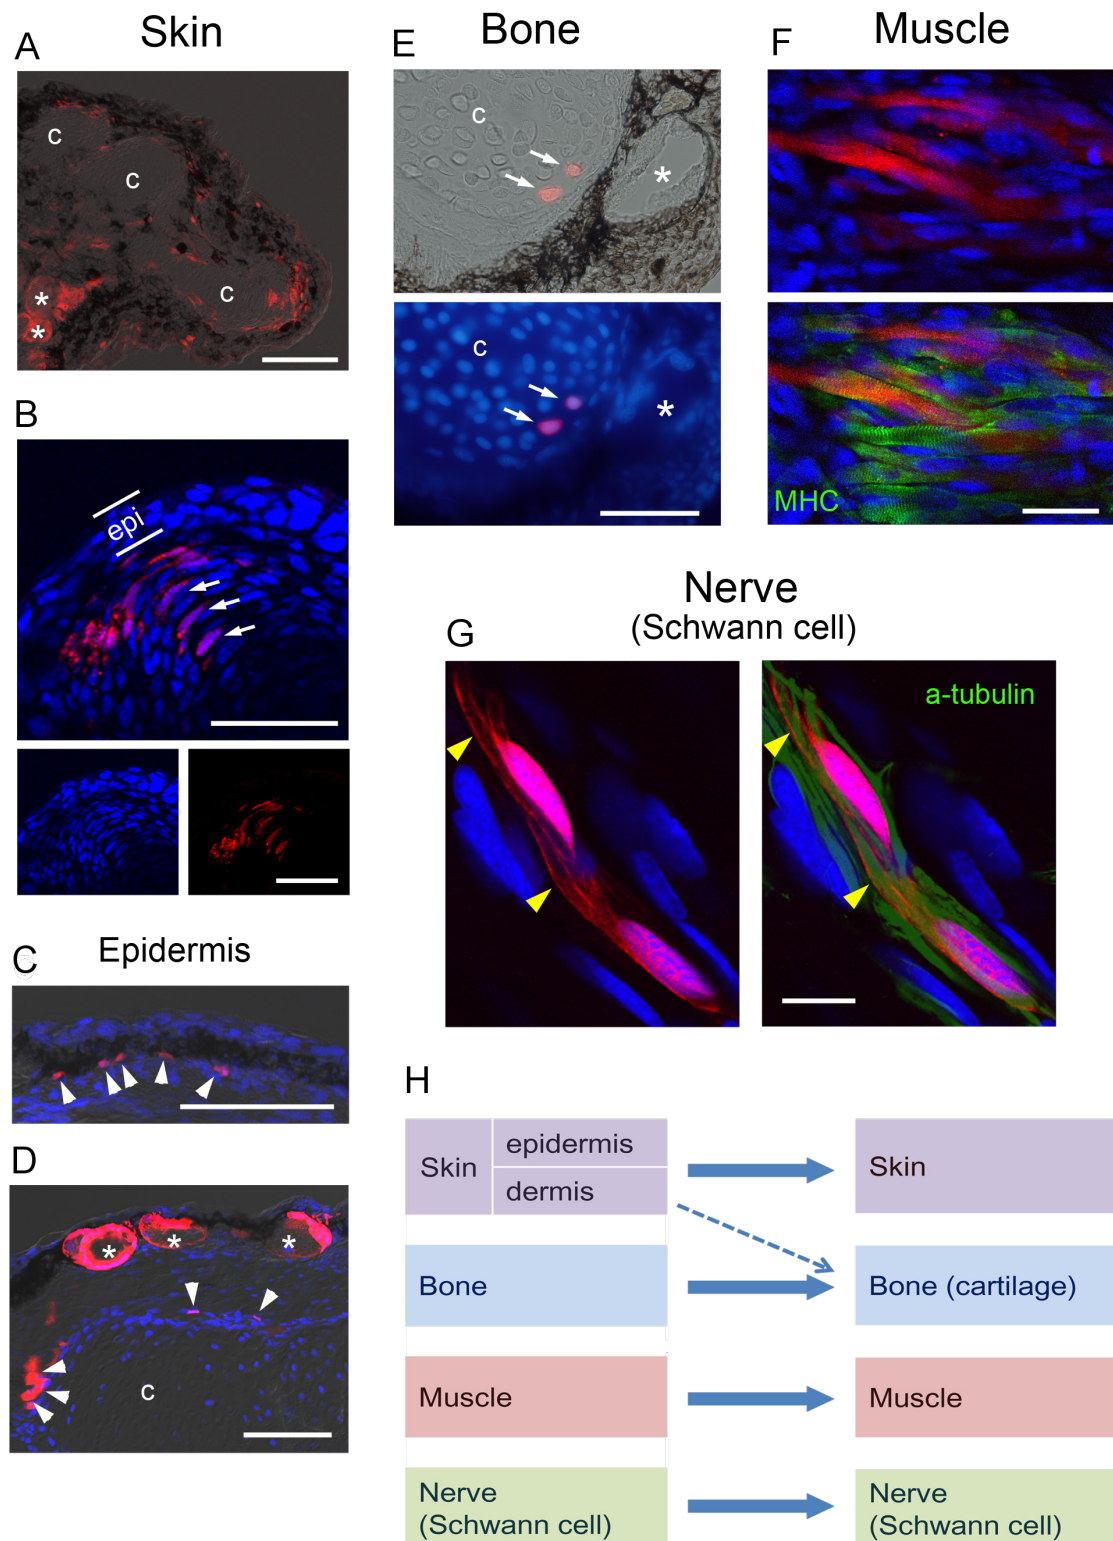 Skin
A
c
c
c
*
*
B
epi
C
Epidermis
D
*
*
*
c
E
Bone
c
*
c
*
F
Muscle
MHC
Nerve
(Schwann cell)
G
a-tubulin
H
Skin
epidermis
dermis
Skin
Bone
Bone (cartilage)
Muscle
Muscle
Nerve
(Schwann cell)
Nerve
(Schwann cell)